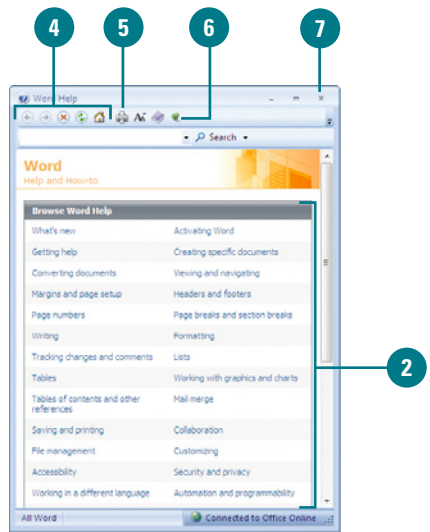 4
5
6
7
Word Help
Search
Word
Help and How-to
Browse Word Help
What's new
Activating Word
Getting help
Creating specific documents
Converting documents
Viewing and navigating
Margins and page setup
Headers and footers
Page numbers
Page breaks and section breaks
Writing
Formatting
Tracking changes and comments
Lists
Tables
Working with graphics and charts
Tables of contents and other
references
Mail merge
Saving and printing
Collaboration
File management
Customizing
Accessibility
Security and privacy
Working in a different language
Automation and programmability
2
All Word
Connected to Office Online